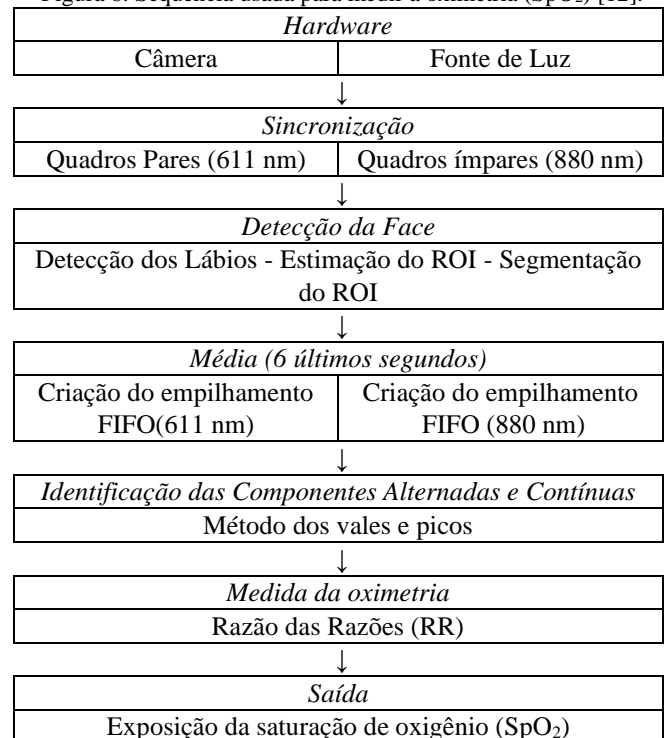 Figura 6. Sequência usada para medir a oximetria (SpO₂) [12].
Hardware
Câmera Fonte de Luz
↓
Sincronização
Quadros Pares (611 nm) Quadros ímpares (880 nm)
↓
Detecção da Face
Detecção dos Lábios - Estimação do ROI - Segmentação
do ROI
↓
Média (6 últimos segundos)
Criação do empilhamento Criação do empilhamento
FIFO(611 nm) FIFO (880 nm)
↓
Identificação das Componentes Alternadas e Contínuas
Método dos vales e picos
↓
Medida da oximetria
Razão das Razões (RR)
↓
Saída
Exposição da saturação de oxigênio (SpO₂)